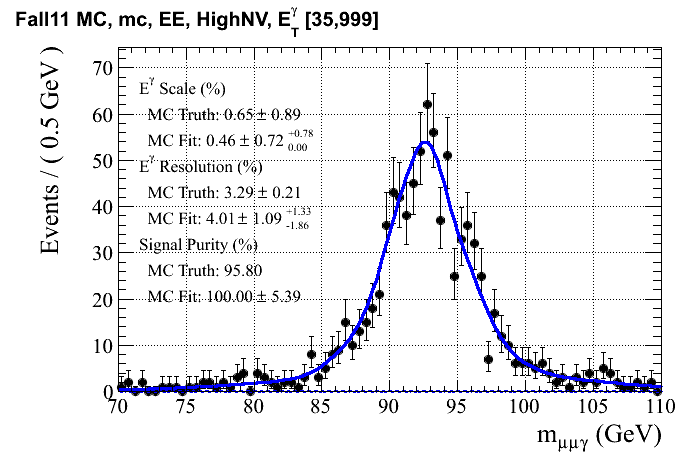 Fall11 MC, mc, EE, HighNV, E_T^γ [35,999]
Events / ( 0.5 GeV )
70
60
50
40
30
20
10
0
E^γ Scale (%)
MC Truth: 0.65 ± 0.89
MC Fit: 0.46 ± 0.72 +0.78 0.00
E^γ Resolution (%)
MC Truth: 3.29 ± 0.21
MC Fit: 4.01 ± 1.09 +1.33 -1.86
Signal Purity (%)
MC Truth: 95.80
MC Fit: 100.00 ± 5.39
70 75 80 85 90 95 100 105 110
m_μμγ (GeV)